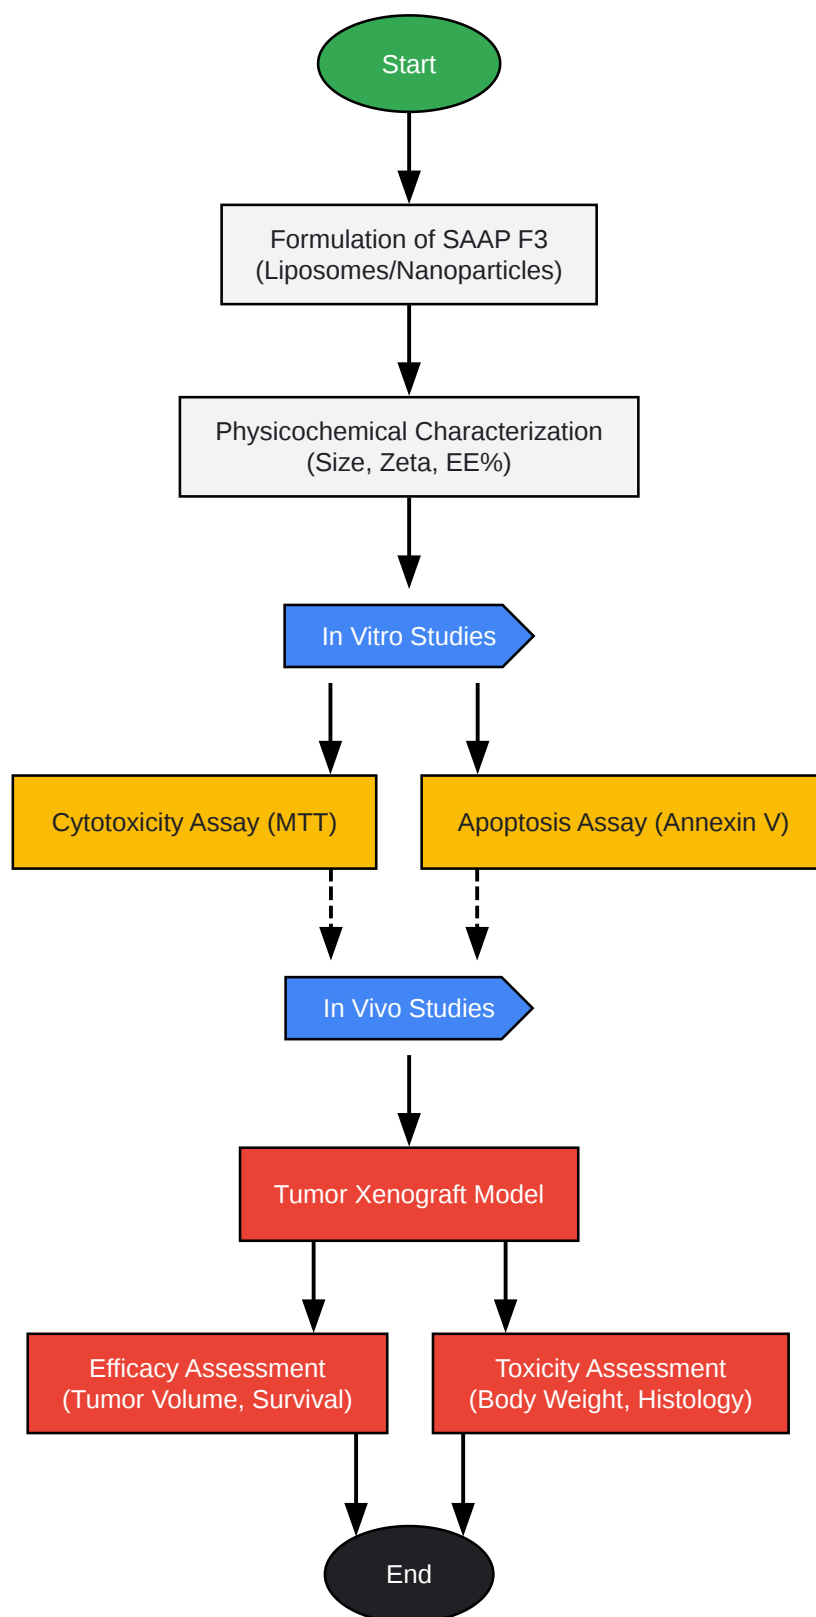 Start
Formulation of SAAP F3
(Liposomes/Nanoparticles)
Physicochemical Characterization
(Size, Zeta, EE%)
In Vitro Studies
Cytotoxicity Assay (MTT)
Apoptosis Assay (Annexin V)
In Vivo Studies
Tumor Xenograft Model
Efficacy Assessment
(Tumor Volume, Survival)
Toxicity Assessment
(Body Weight, Histology)
End